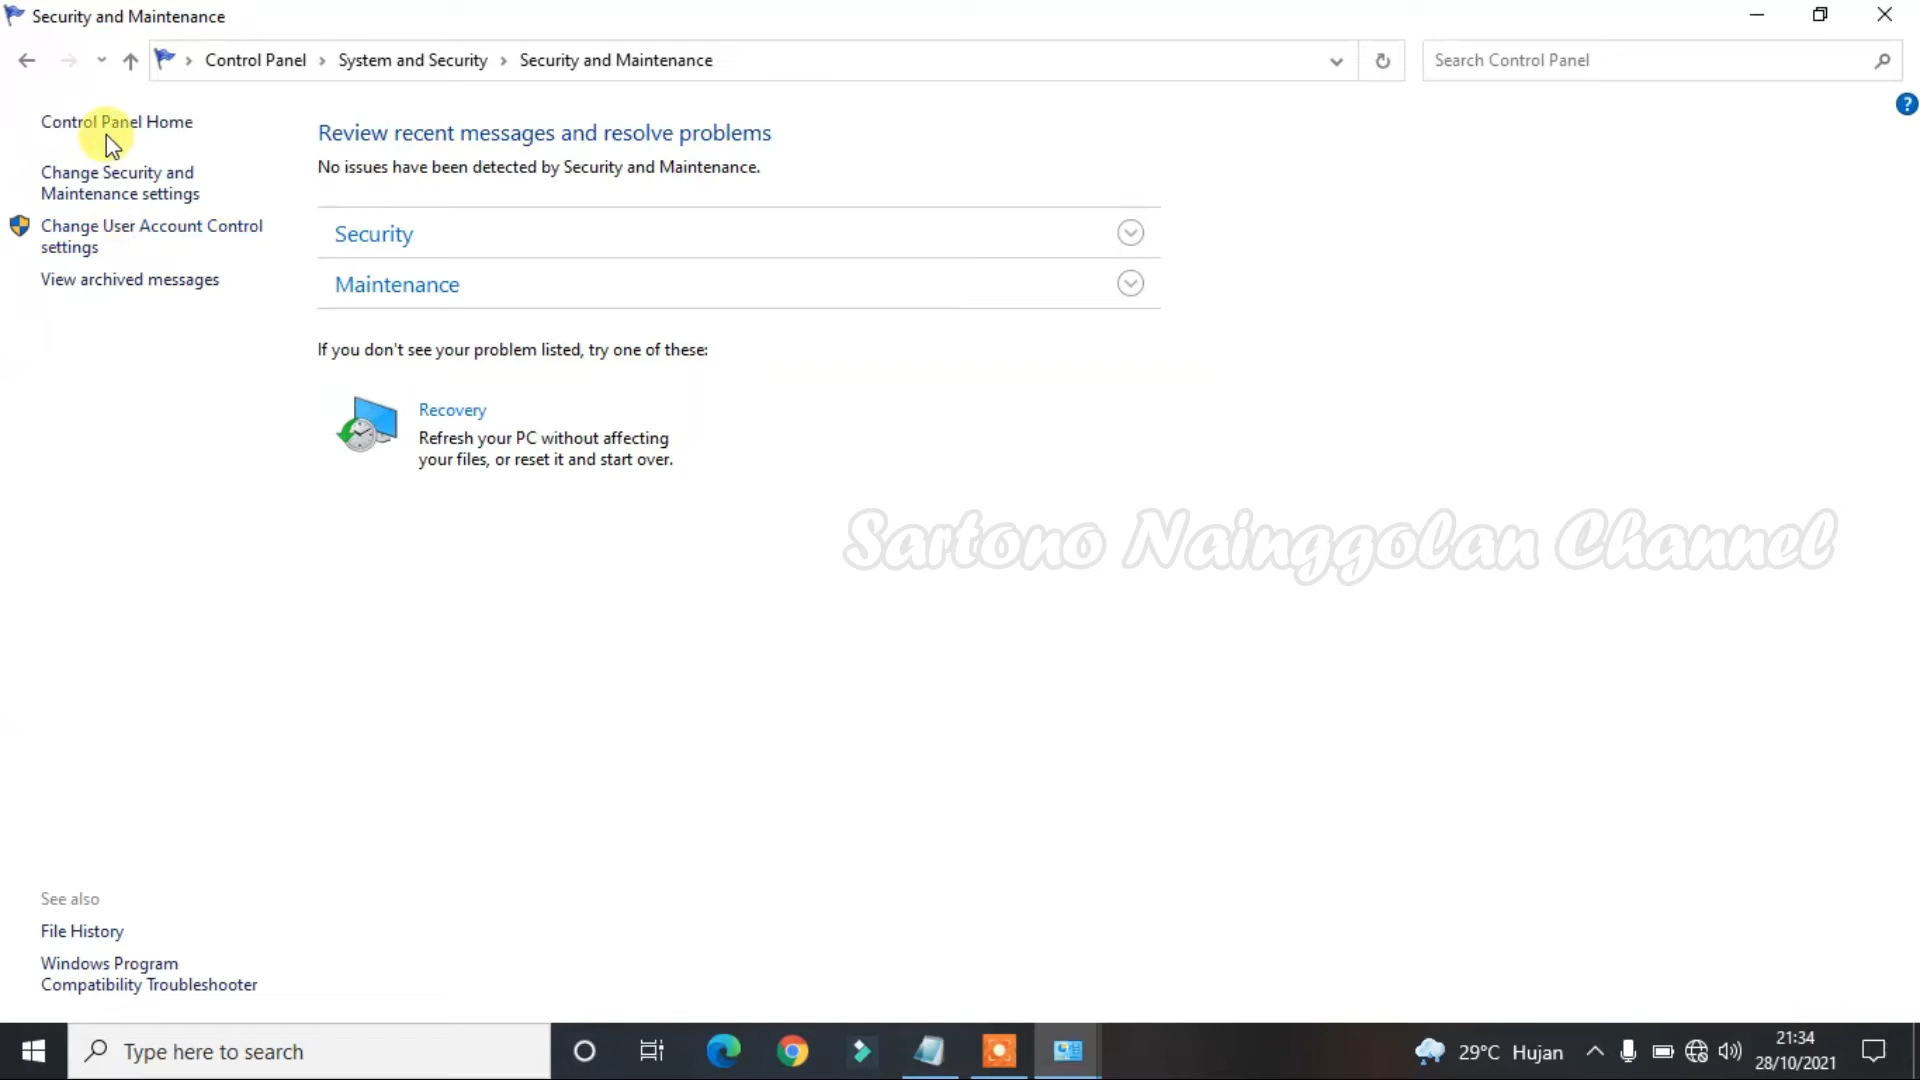 Security and Maintenance
Control Panel
System and Security
Security and Maintenance
Search Control Panel
?
Control Panel Home
Change Security and
Maintenance settings
Change User Account Control
settings
View archived messages
Review recent messages and resolve problems
No issues have been detected by Security and Maintenance.
Security
Maintenance
If you don't see your problem listed, try one of these:
Recovery
Refresh your PC without affecting
your files, or reset it and start over.
Sartono Nainggolan Channel
See also
File History
Windows Program
Compatibility Troubleshooter
Type here to search
29°C Hujan
21:34
28/10/2021